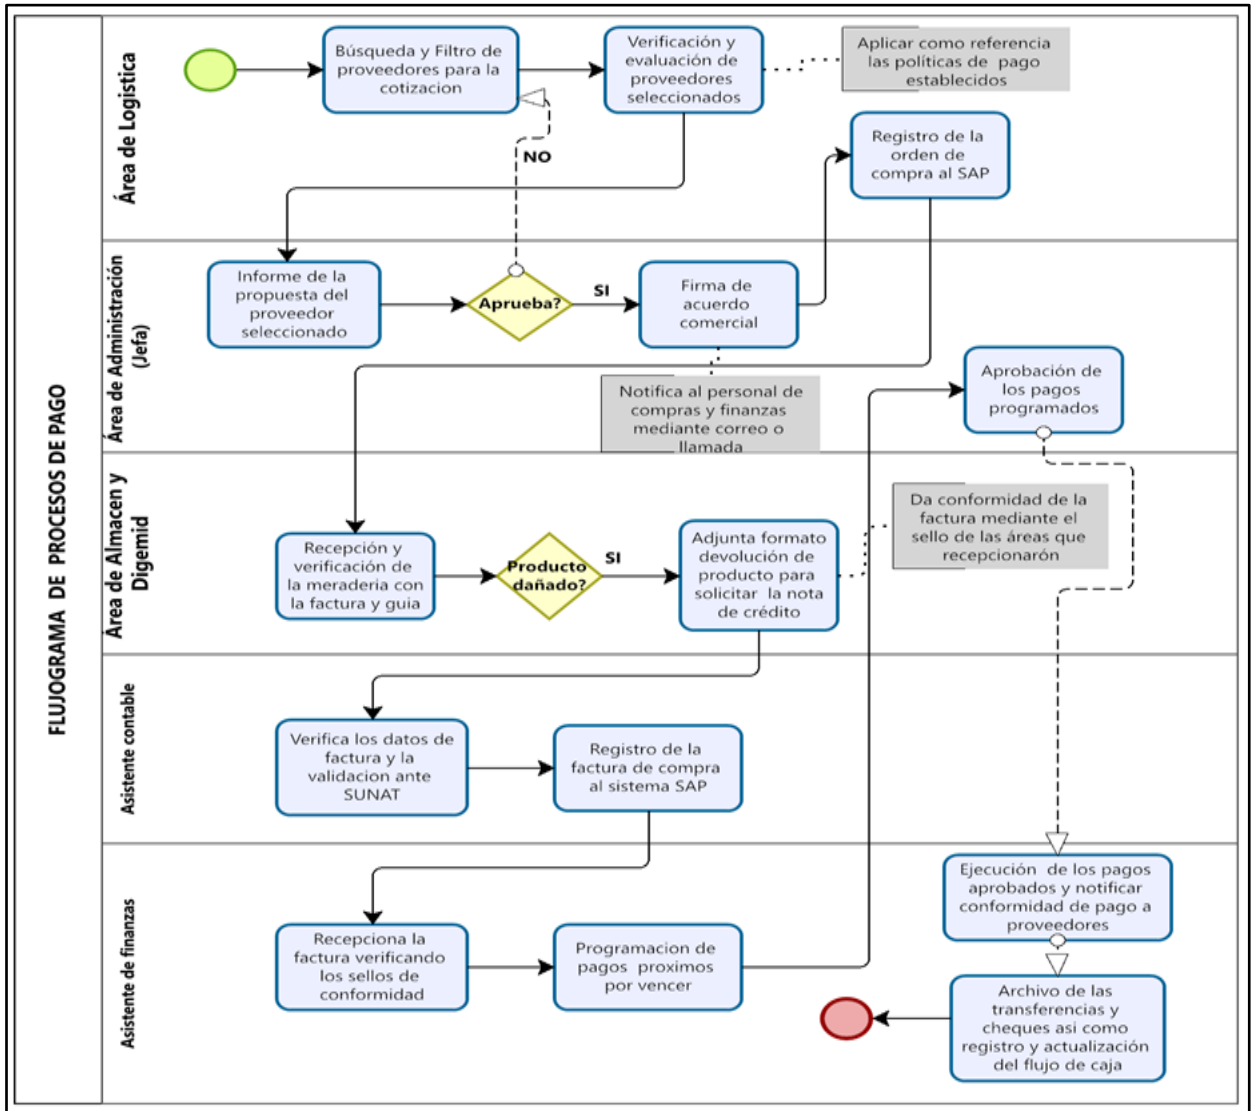 FLUJOGRAMA DE PROCESOS DE PAGO
Área de Logistica
Búsqueda y Filtro de
proveedores para la
cotizacion
Verificación y
evaluación de
proveedores
seleccionados
Aplicar como referencia
las políticas de pago
establecidos
NO
Registro de la
orden de
compra al SAP
Área de Administración
(Jefa)
Informe de la
propuesta del
proveedor
seleccionado
Aprueba?
SI
Firma de
acuerdo
comercial
Notifica al personal de
compras y finanzas
mediante correo o
llamada
Aprobación de
los pagos
programados
Área de Almacen y
Digemid
Recepción y
verificación de
la meraderia con
la factura y guia
Producto
dañado?
SI
Adjunta formato
devolución de
producto para
solicitar la nota
de crédito
Da conformidad de la
factura mediante el
sello de las áreas que
recepcionarón
Asistente contable
Verifica los datos de
factura y la
validacion ante
SUNAT
Registro de la
factura de compra
al sistema SAP
Asistente de finanzas
Recepciona la
factura verificando
los sellos de
conformidad
Programacion de
pagos proximos
por vencer
Ejecución de los pagos
aprobados y notificar
conformidad de pago a
proveedores
Archivo de las
transferencias y
cheques asi como
registro y actualización
del flujo de caja